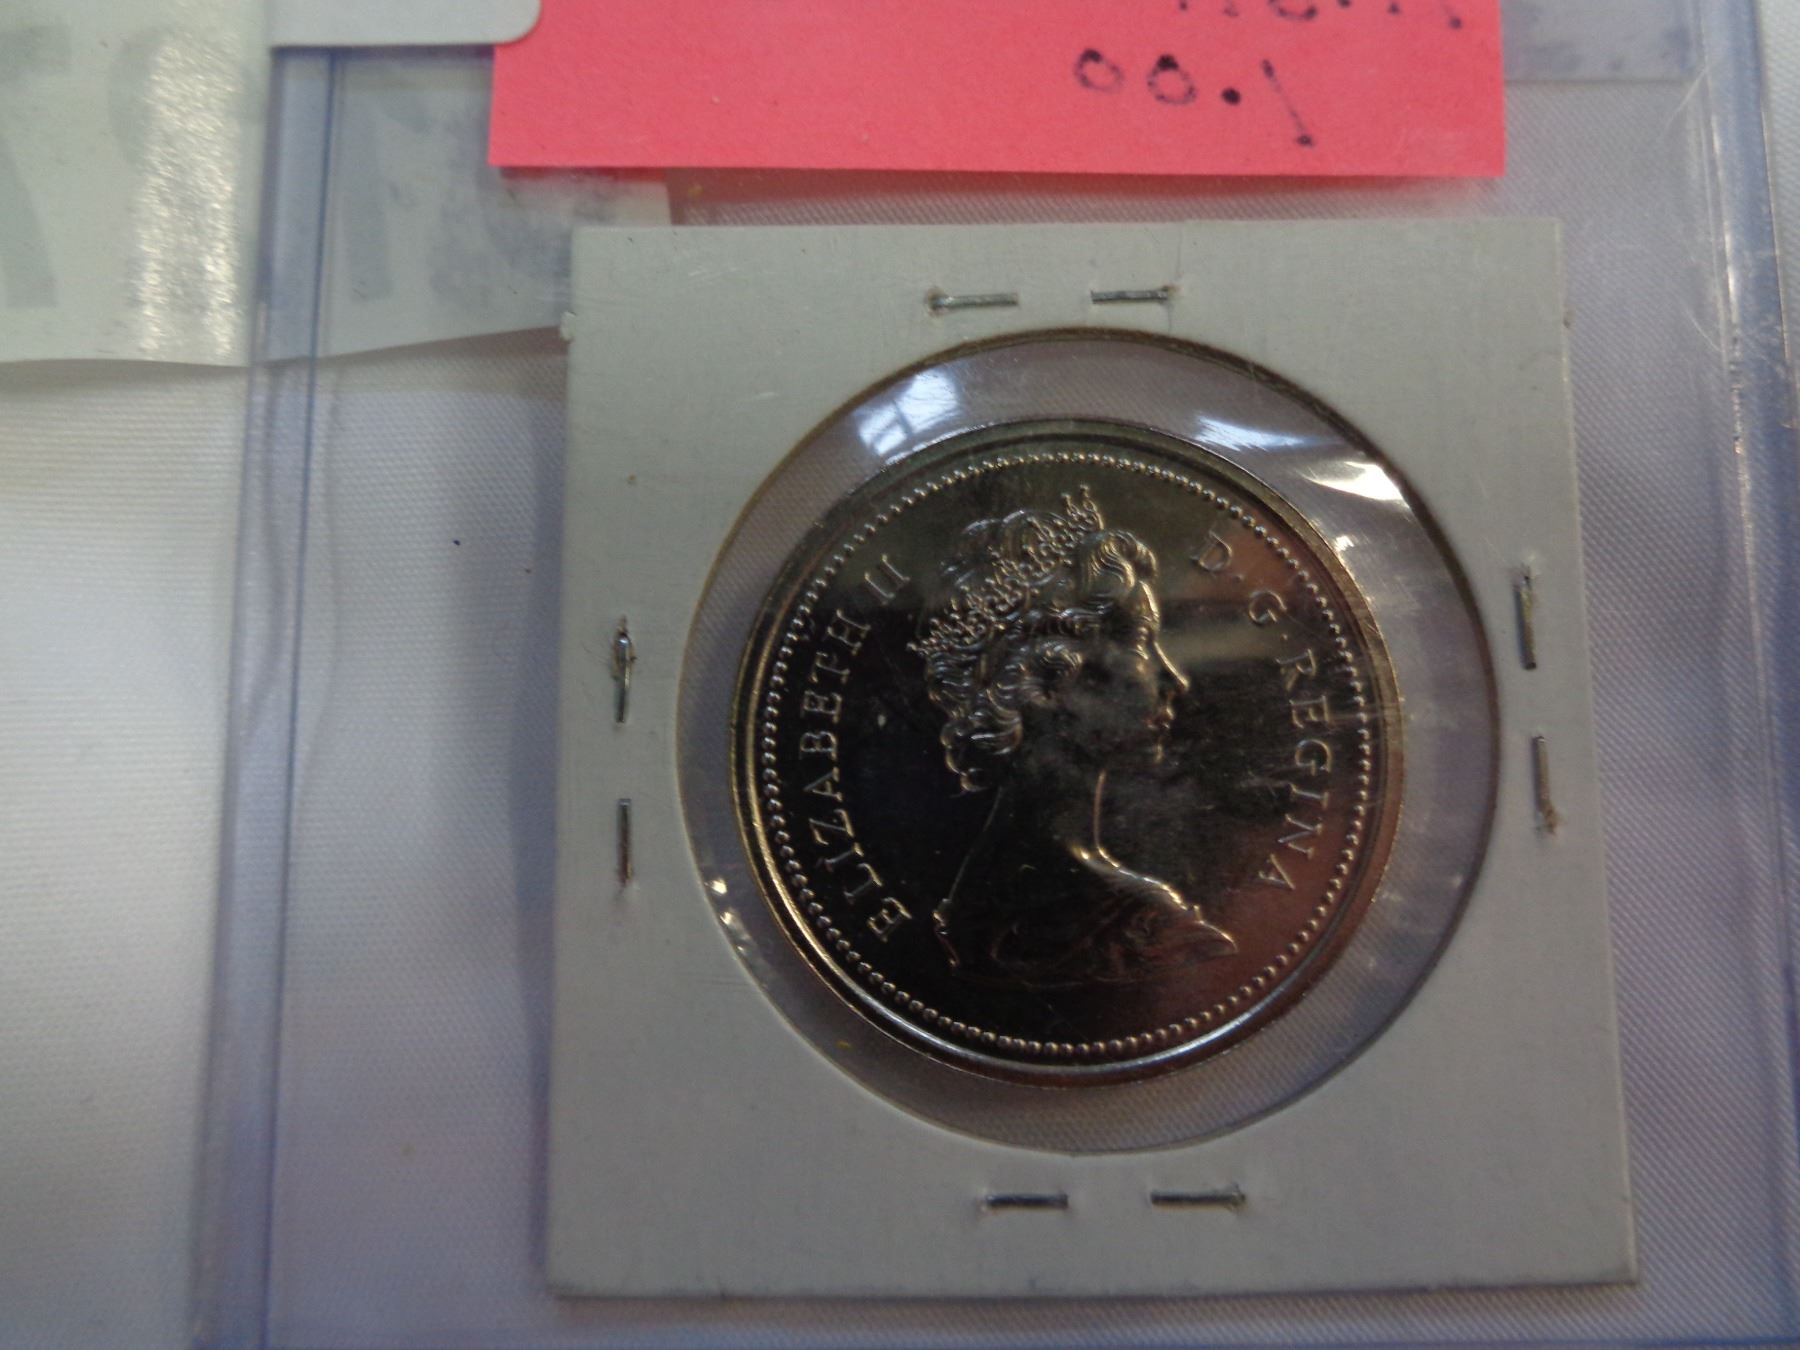 1.00
ELIZABETH II D·G·REGINA